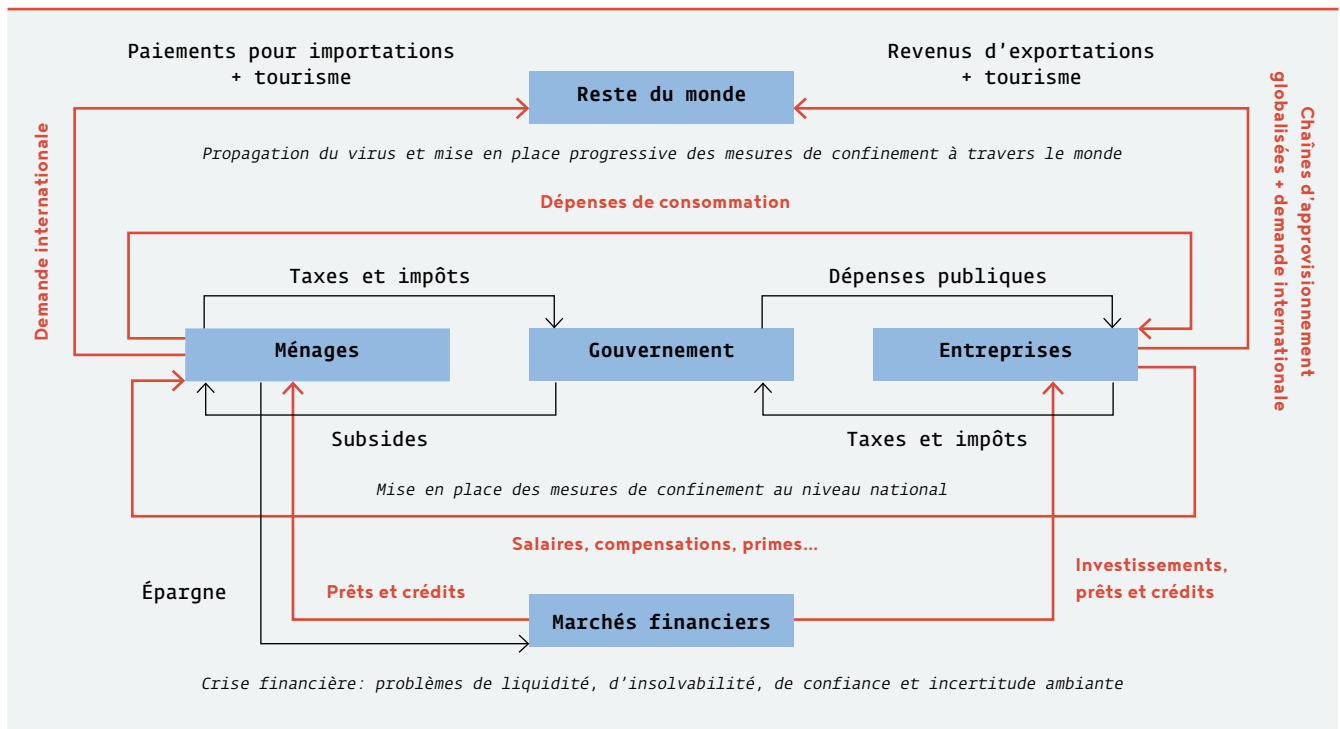 Paiements pour importations
+ tourisme
Revenus d'exportations
+ tourisme
Reste du monde
Demande internationale
Chaînes d'approvisionnement
globalisées + demande internationale
Propagation du virus et mise en place progressive des mesures de confinement à travers le monde
Dépenses de consommation
Taxes et impôts
Dépenses publiques
Ménages
Gouvernement
Entreprises
Subsides
Taxes et impôts
Mise en place des mesures de confinement au niveau national
Salaires, compensations, primes...
Épargne
Prêts et crédits
Investissements,
prêts et crédits
Marchés financiers
Crise financière: problèmes de liquidité, d'insolvabilité, de confiance et incertitude ambiante